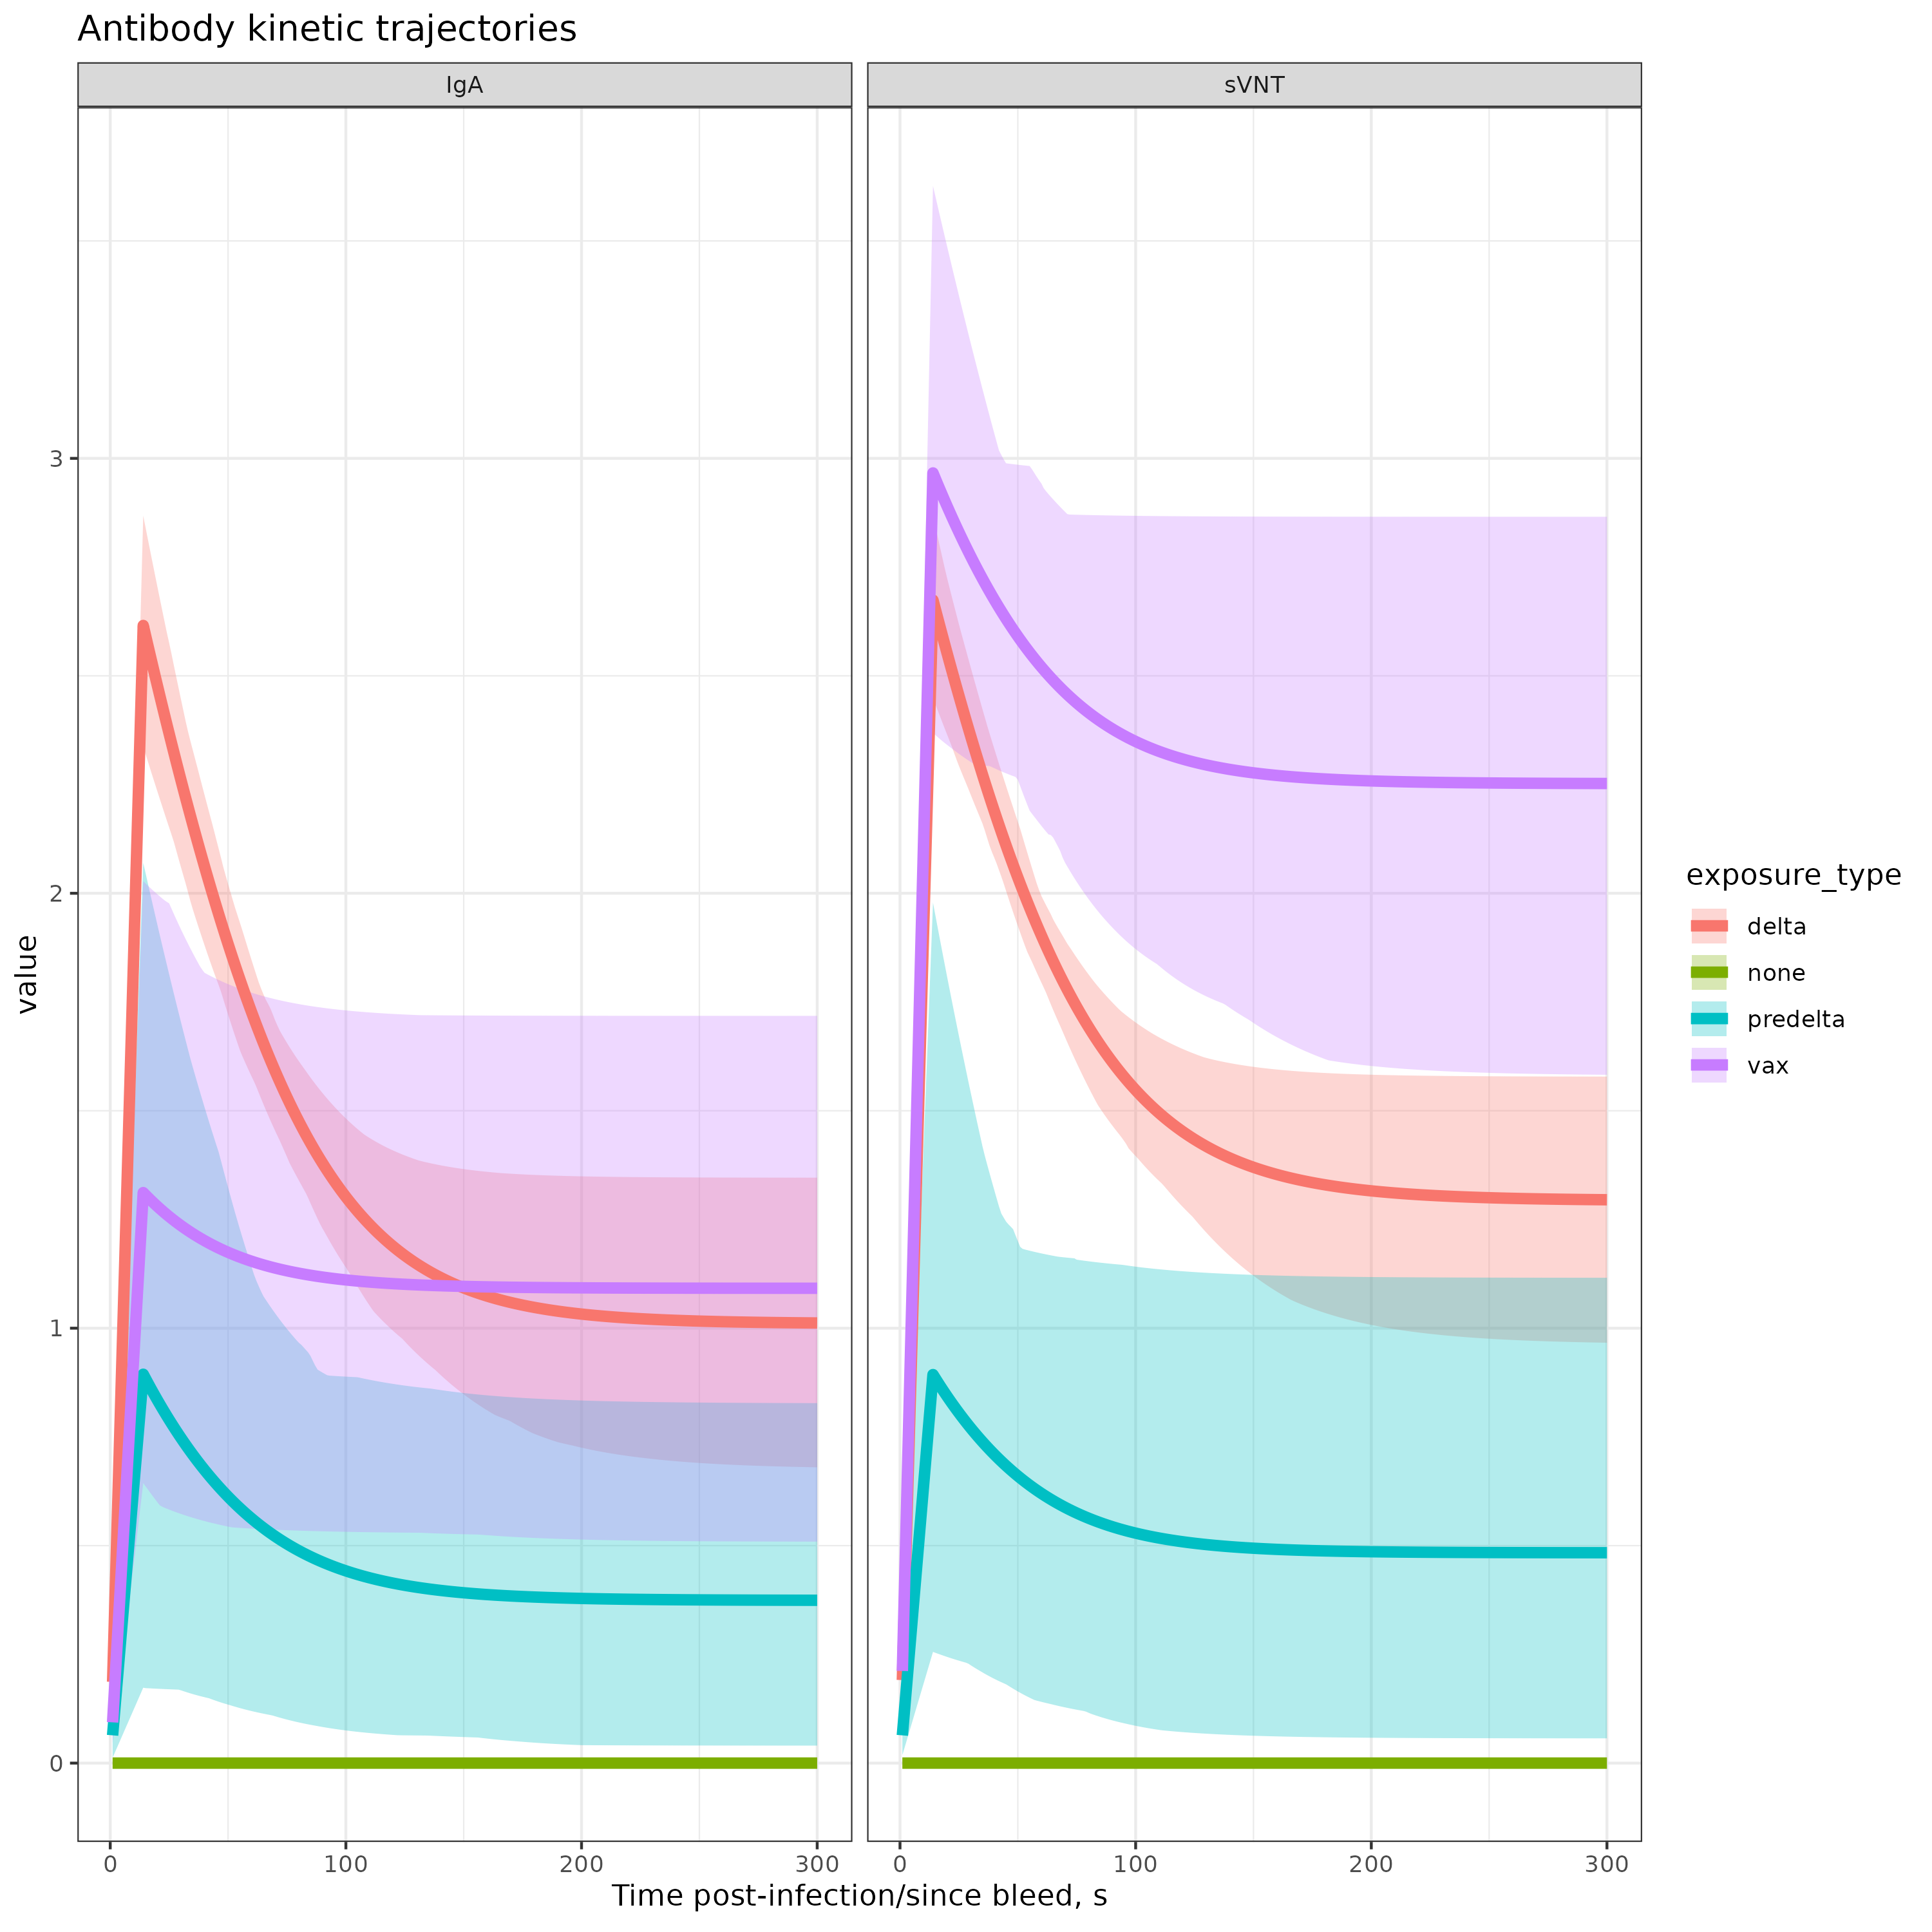 Antibody kinetic trajectories
IgA
sVNT
value
3
2
1
0
0 100 200 300
0 100 200 300
Time post-infection/since bleed, s
exposure_type
delta
none
predelta
vax